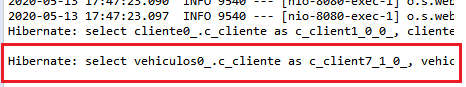 2020-05-13 17:47:23.090 INFO 9540 --- [nio-8080-exec-1] o.s.web
2020-05-13 17:47:23.097 INFO 9540 --- [nio-8080-exec-1] o.s.web
Hibernate: select cliente0_.c_cliente as c_client1_0_0_, cliente
Hibernate: select vehiculos0_.c_cliente as c_client7_1_0_, vehic